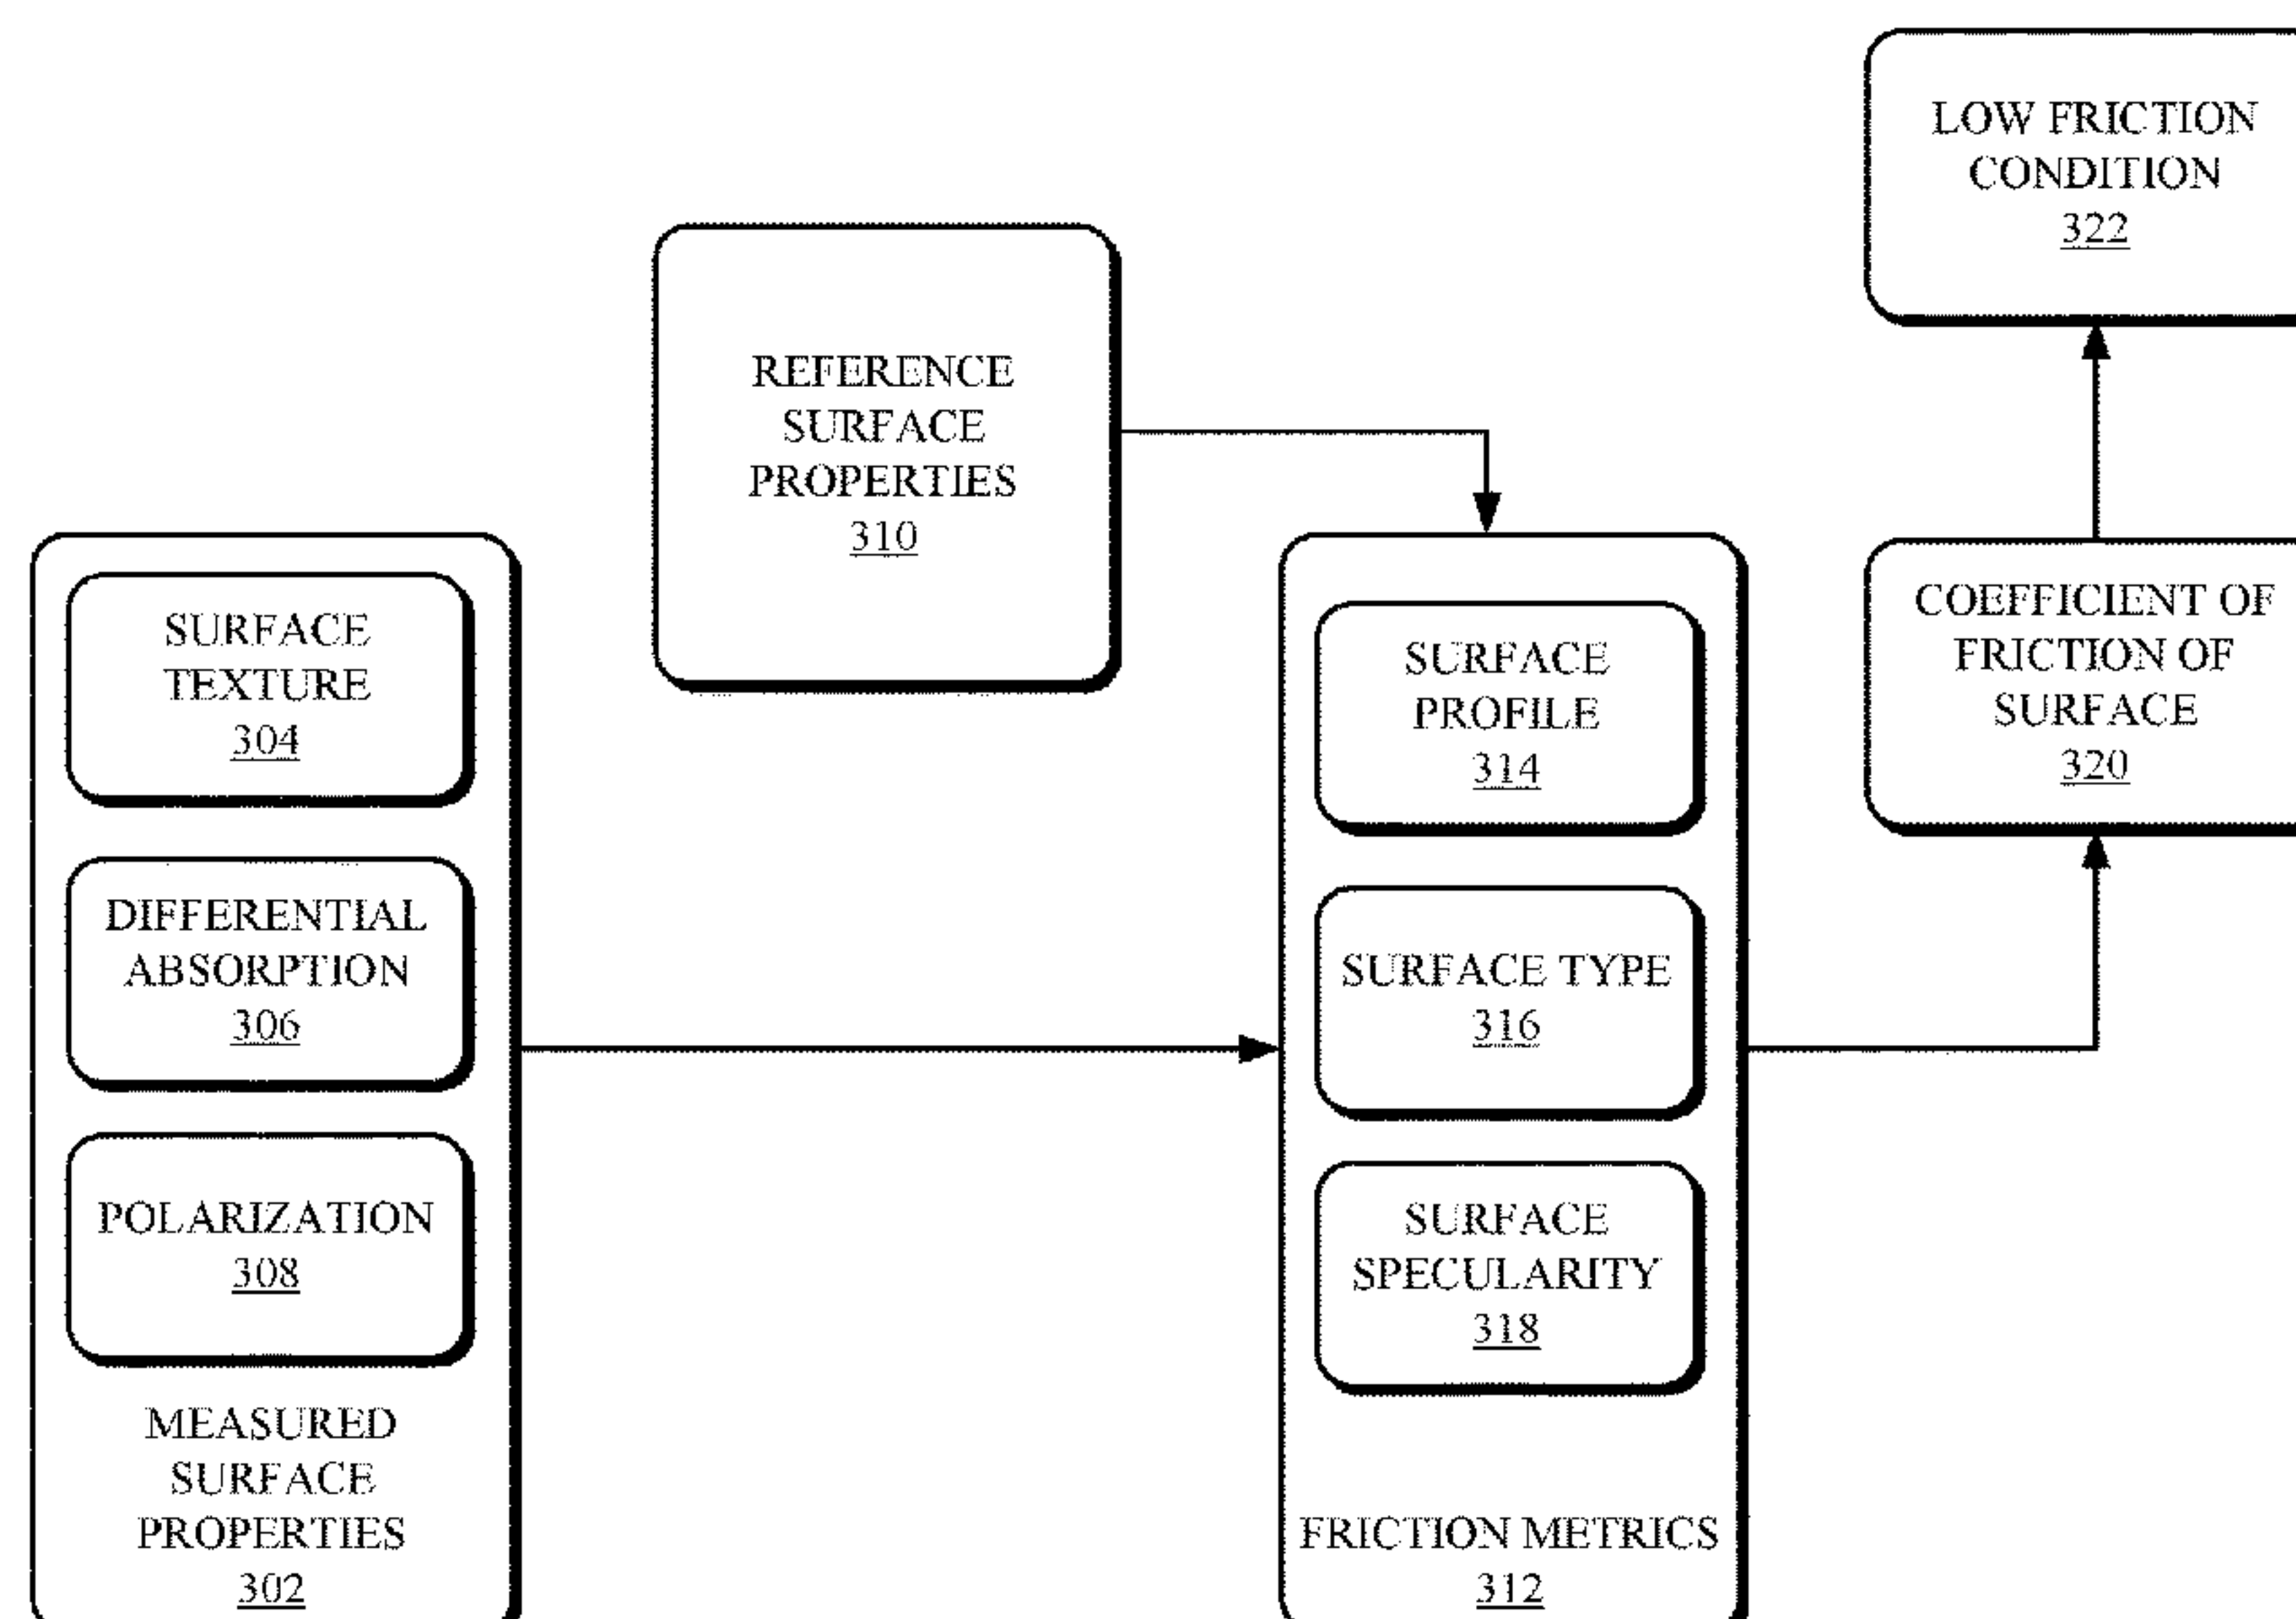 LOW FRICTION
CONDITION
322
REFERENCE
SURFACE
PROPERTIES
310
SURFACE
TEXTURE
304
DIFFERENTIAL
ABSORPTION
306
POLARIZATION
308
MEASURED
SURFACE
PROPERTIES
302
SURFACE
PROFILE
314
SURFACE TYPE
316
SURFACE
SPECULARITY
318
FRICTION METRICS
312
COEFFICIENT OF
FRICTION OF
SURFACE
320